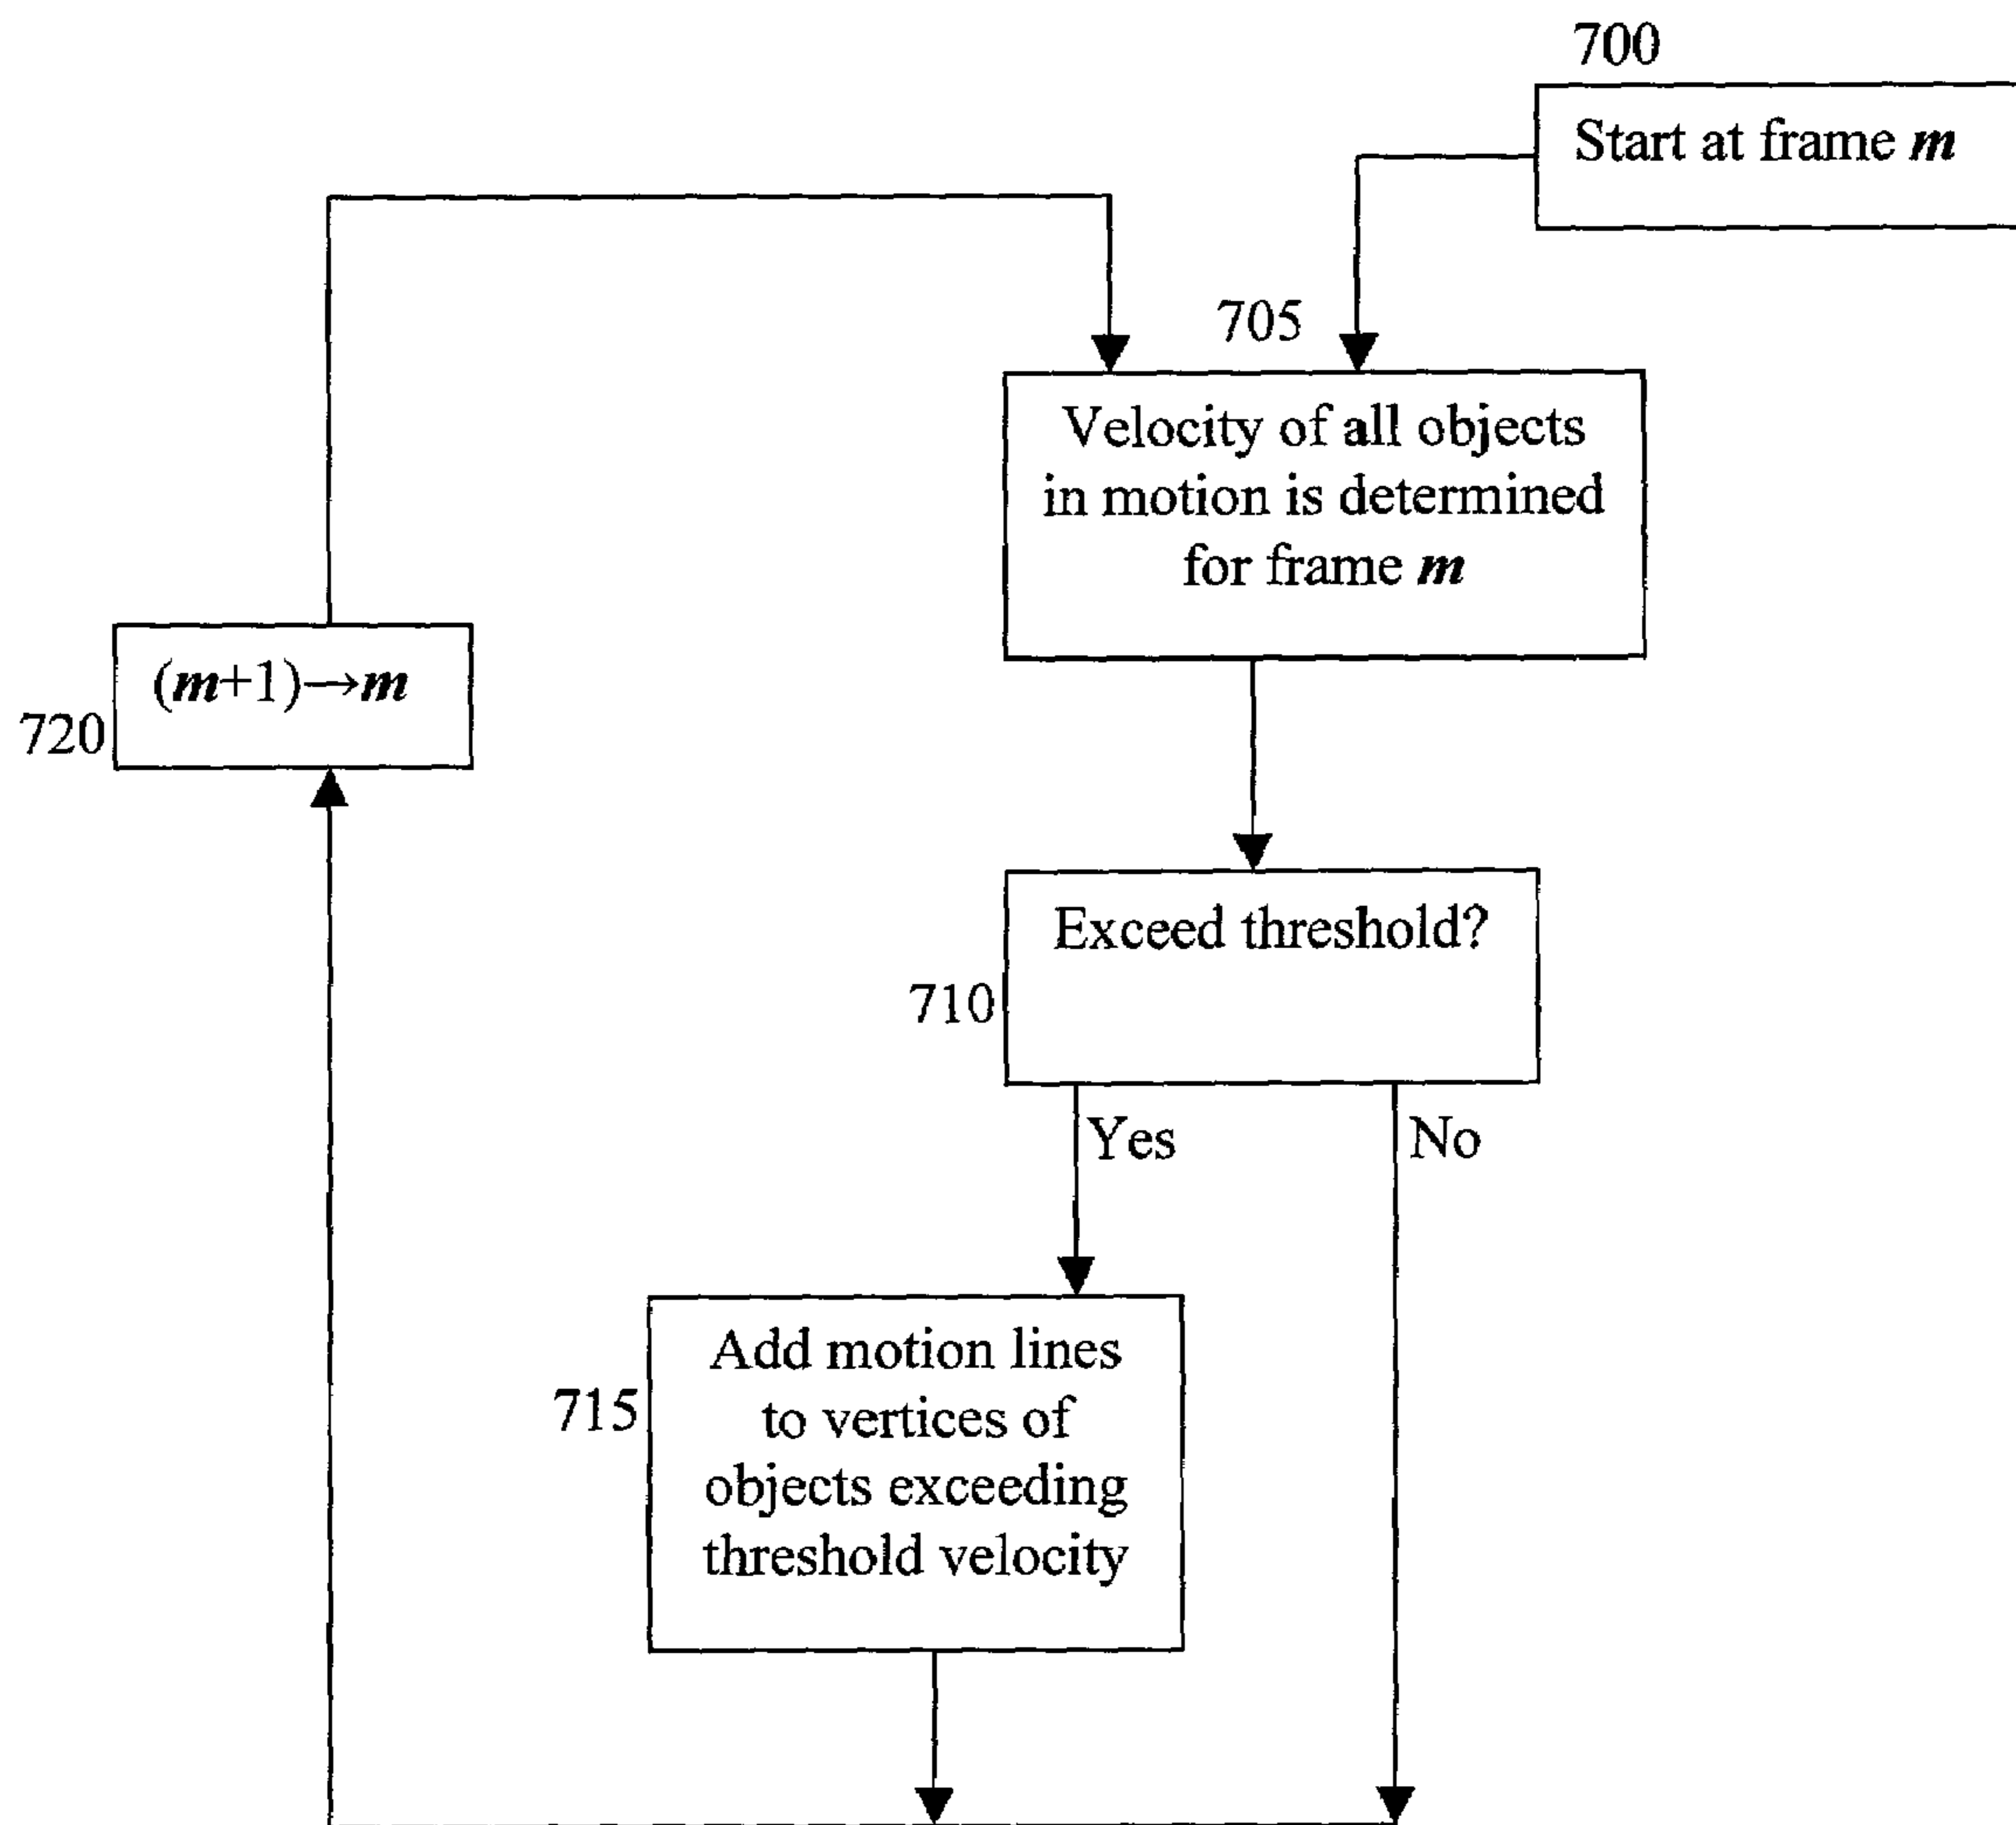 700
Start at frame m
705
Velocity of all objects
in motion is determined
for frame m
(m+1)→m
720
Exceed threshold?
710
Yes
No
Add motion lines
to vertices of
objects exceeding
threshold velocity
715